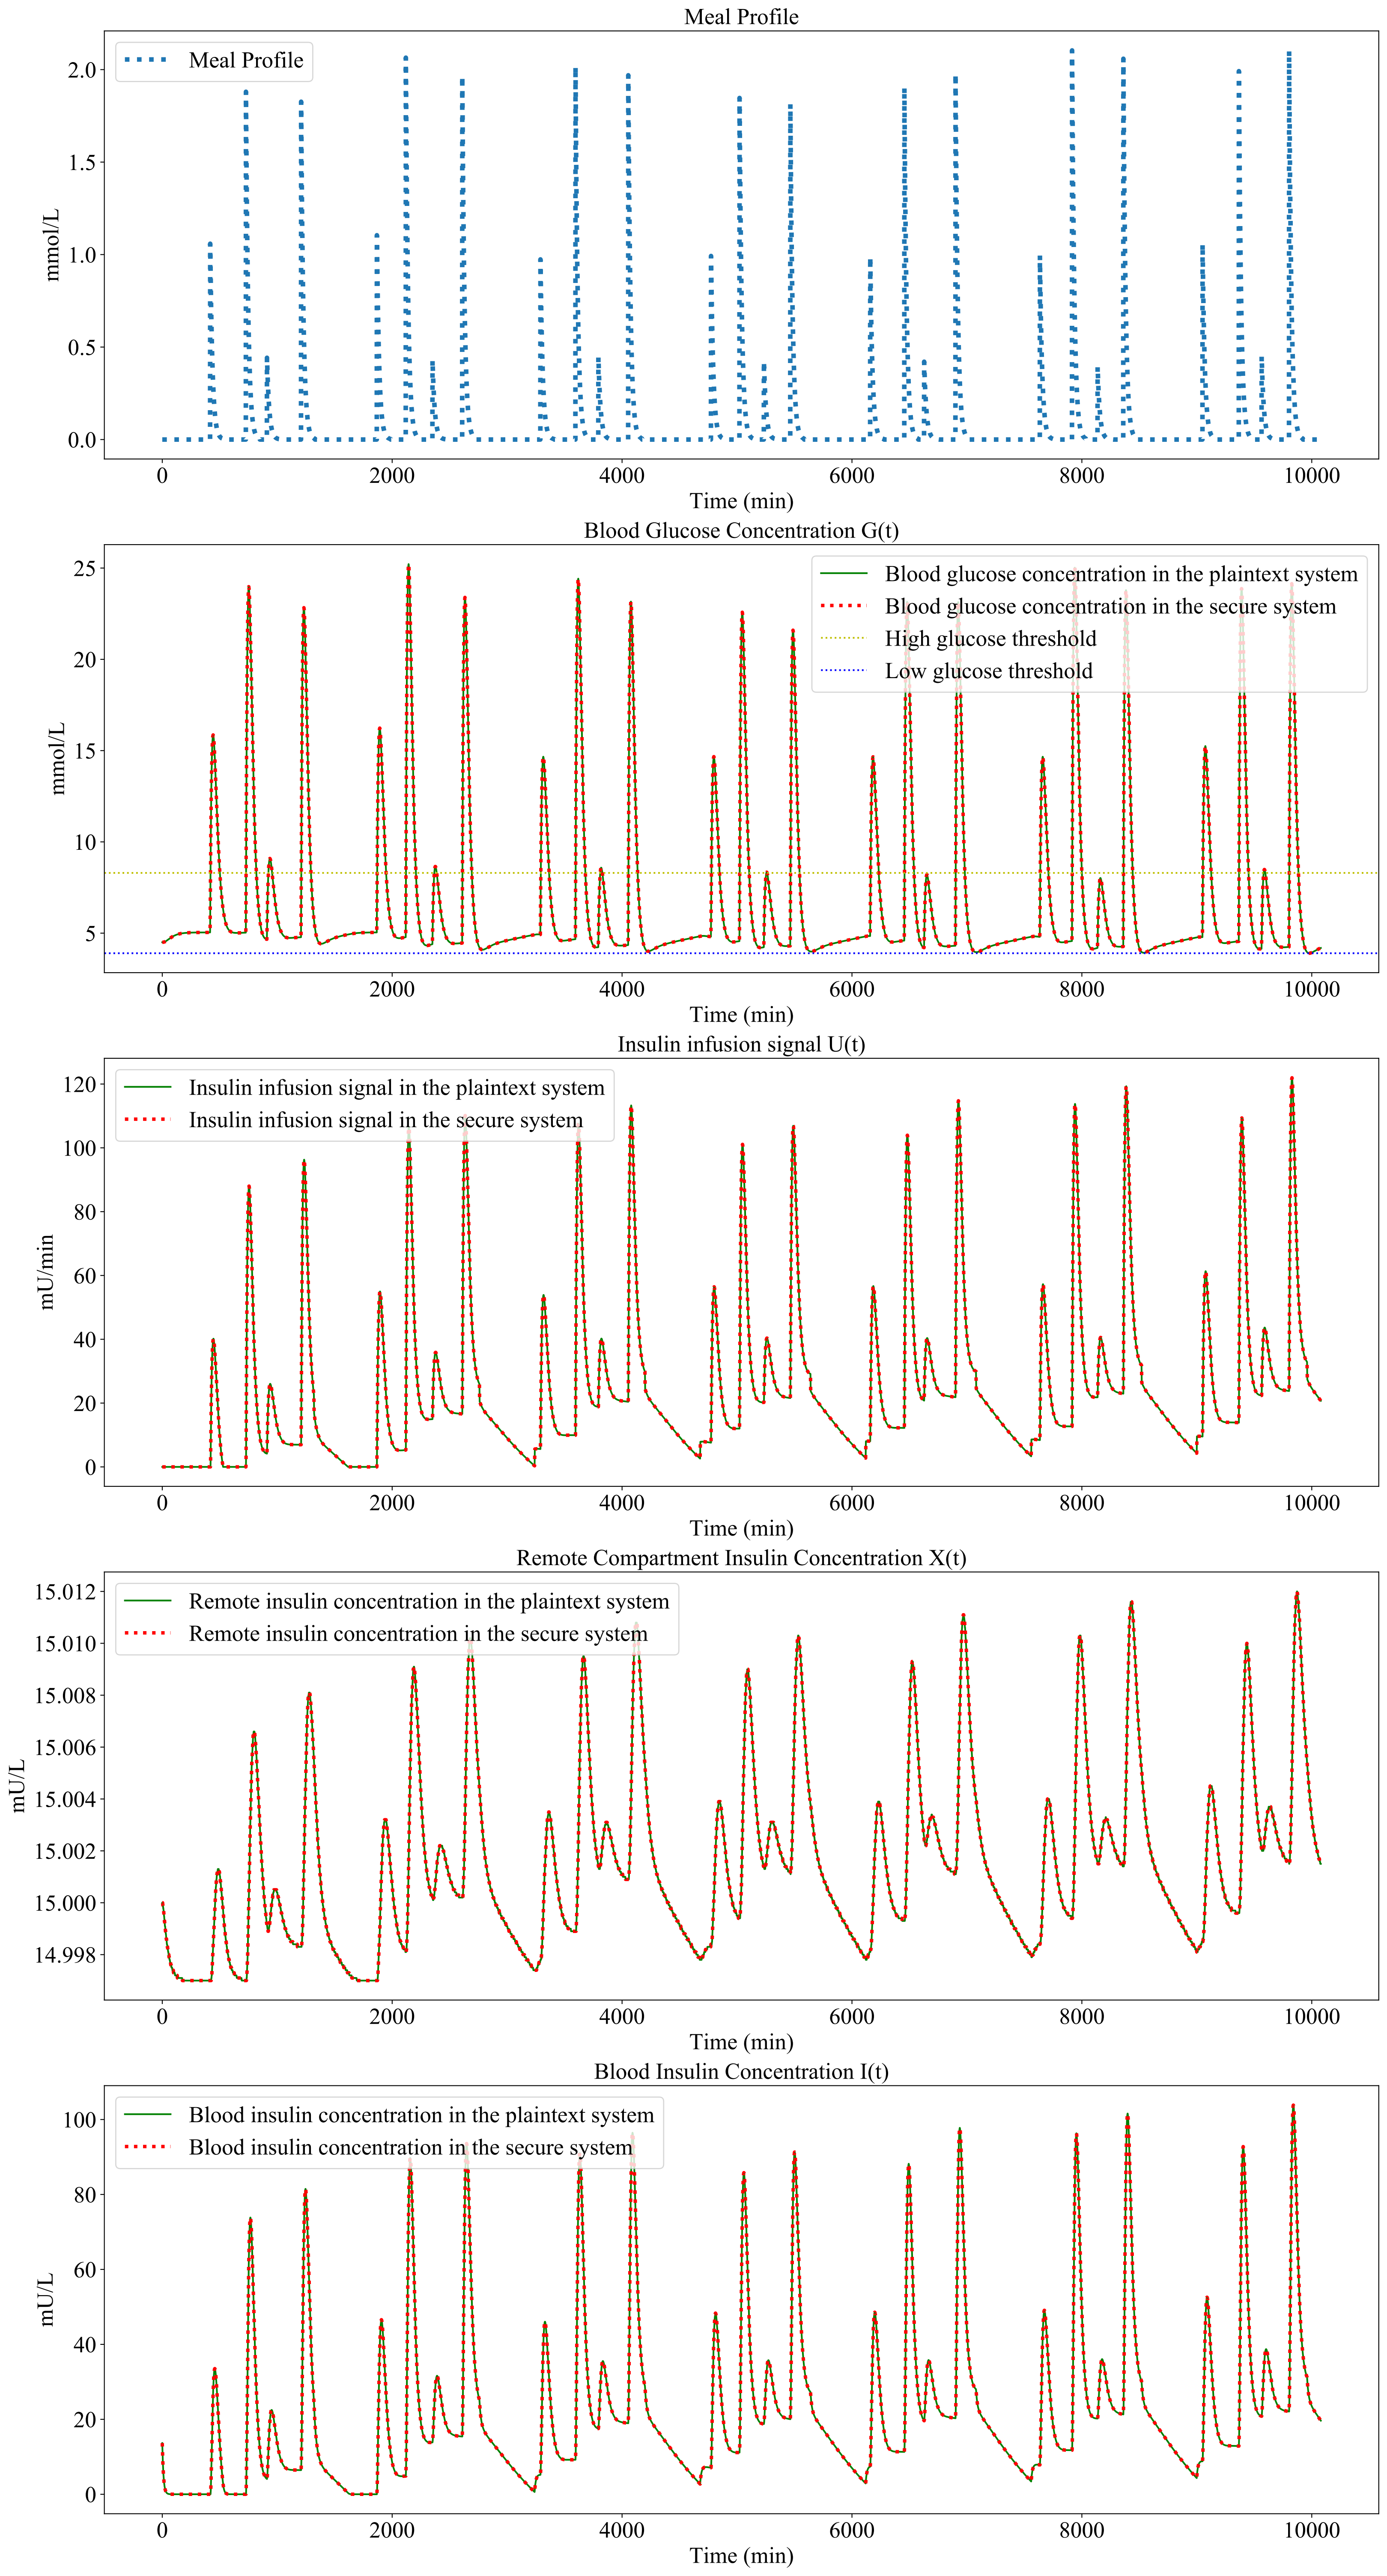 Meal Profile
Meal Profile
2.0
1.5
1.0
0.5
0.0
mmol/L
0 2000 4000 6000 8000 10000
Time (min)
Blood Glucose Concentration G(t)
Blood glucose concentration in the plaintext system
Blood glucose concentration in the secure system
High glucose threshold
Low glucose threshold
25
20
15
10
5
mmol/L
0 2000 4000 6000 8000 10000
Time (min)
Insulin infusion signal U(t)
Insulin infusion signal in the plaintext system
Insulin infusion signal in the secure system
120
100
80
60
40
20
0
mU/min
0 2000 4000 6000 8000 10000
Time (min)
Remote Compartment Insulin Concentration X(t)
Remote insulin concentration in the plaintext system
Remote insulin concentration in the secure system
15.012
15.010
15.008
15.006
15.004
15.002
15.000
14.998
mU/L
0 2000 4000 6000 8000 10000
Time (min)
Blood Insulin Concentration I(t)
Blood insulin concentration in the plaintext system
Blood insulin concentration in the secure system
100
80
60
40
20
0
mU/L
0 2000 4000 6000 8000 10000
Time (min)